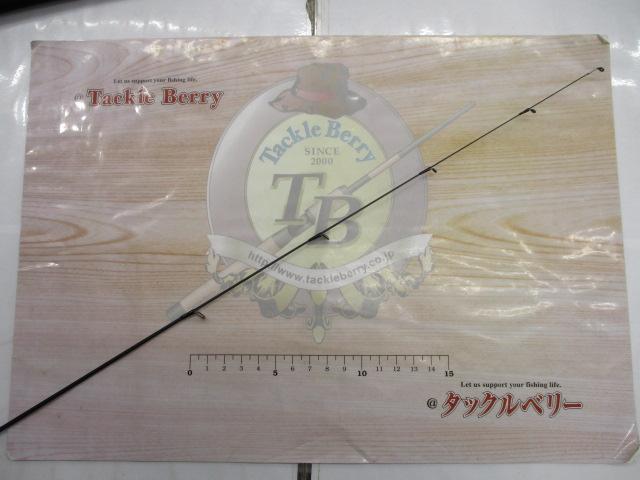 Let us support your fishing life.
@ Tackle Berry
Tackle Berry
SINCE
2000
TB
http://www.tackleberry.co.jp
0 1 2 3 4 5 6 7 8 9 10 11 12 13 14 15
Let us support your fishing life.
@ タックルベリー